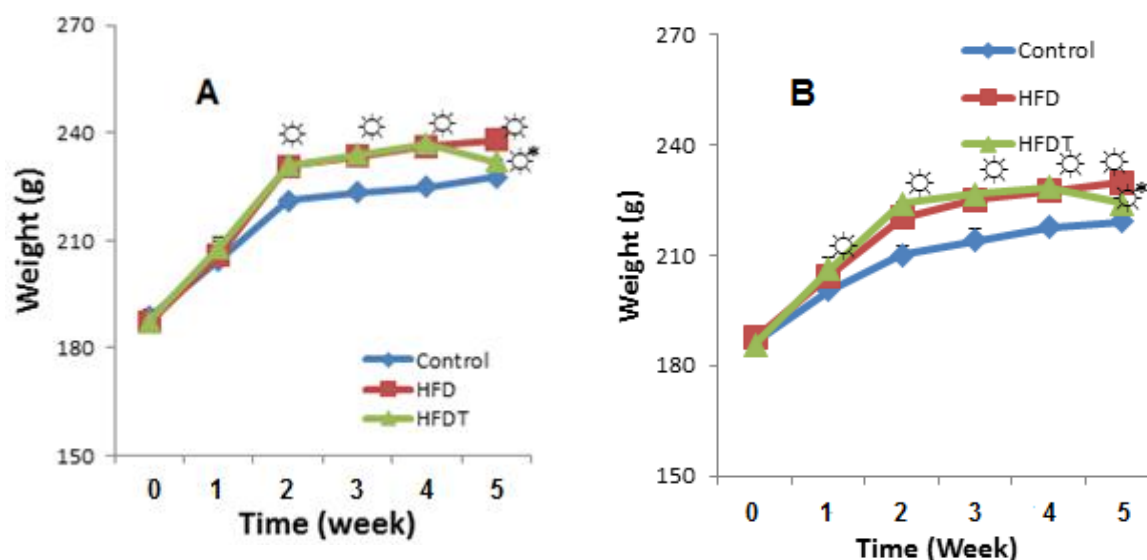 270
240
210
180
150
Weight (g)
A
*
Control
HFD
HFDT
0 1 2 3 4 5
Time (week)
270
240
210
180
150
Weight (g)
B
Control
HFD
HFDT
*
0 1 2 3 4 5
Time (Week)